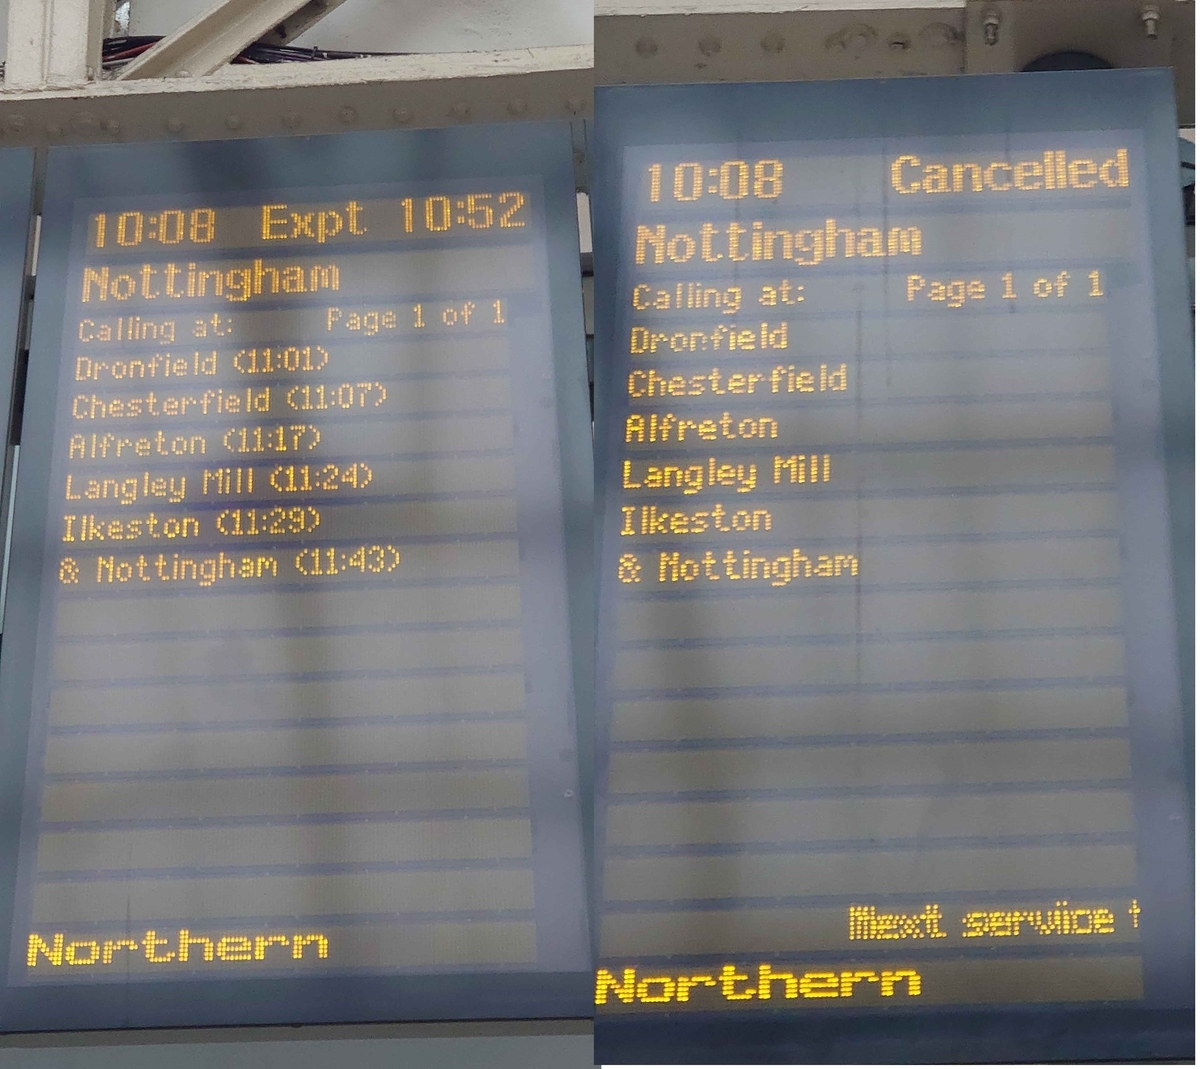 10:08 Expt 10:52
Nottingham
Calling at: Page 1 of 1
Dronfield (11:01)
Chesterfield (11:07)
Alfreton (11:17)
Langley Mill (11:24)
Ilkeston (11:29)
& Nottingham (11:43)
Northern
10:08 Cancelled
Nottingham
Calling at: Page 1 of 1
Dronfield
Chesterfield
Alfreton
Langley Mill
Ilkeston
& Nottingham
Next service
Northern